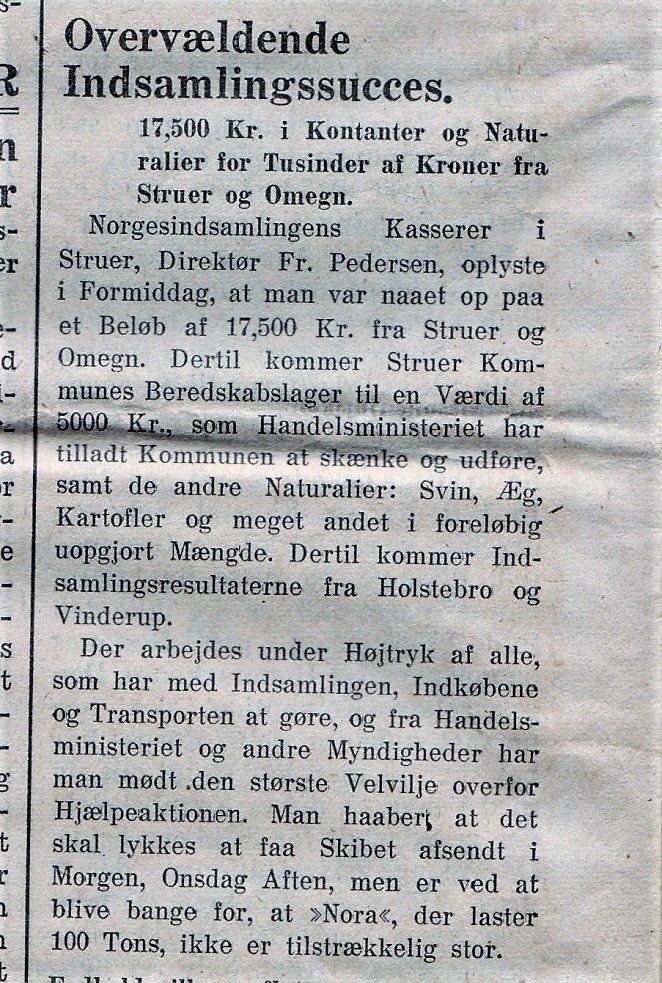 Overvældende
Indsamlingssucces.
17,500 Kr. i Kontanter og Natu-
ralier for Tusinder af Kroner fra
Struer og Omegn.
Norgesindsamlingens Kasserer i
Struer, Direktør Fr. Pedersen, oplyste
i Formiddag, at man var naaet op paa
et Beløb af 17,500 Kr. fra Struer og
Omegn. Dertil kommer Struer Kom-
munes Beredskabslager til en Værdi af
5000 Kr., som Handelsministeriet har
tilladt Kommunen at skænke og udføre,
samt de andre Naturalier: Svin, Æg,
Kartofler og meget andet i foreløbig
uopgjort Mængde. Dertil kommer Ind-
samlingsresultaterne fra Holstebro og
Vinderup.
Der arbejdes under Højtryk af alle,
som har med Indsamlingen, Indkøbene
og Transporten at gøre, og fra Handels-
ministeriet og andre Myndigheder har
man mødt den største Velvilje overfor
Hjælpeaktionen. Man haaber, at det
skal lykkes at faa Skibet afsendt i
Morgen, Onsdag Aften, men er ved at
blive bange for, at »Nora«, der laster
100 Tons, ikke er tilstrækkelig stor.